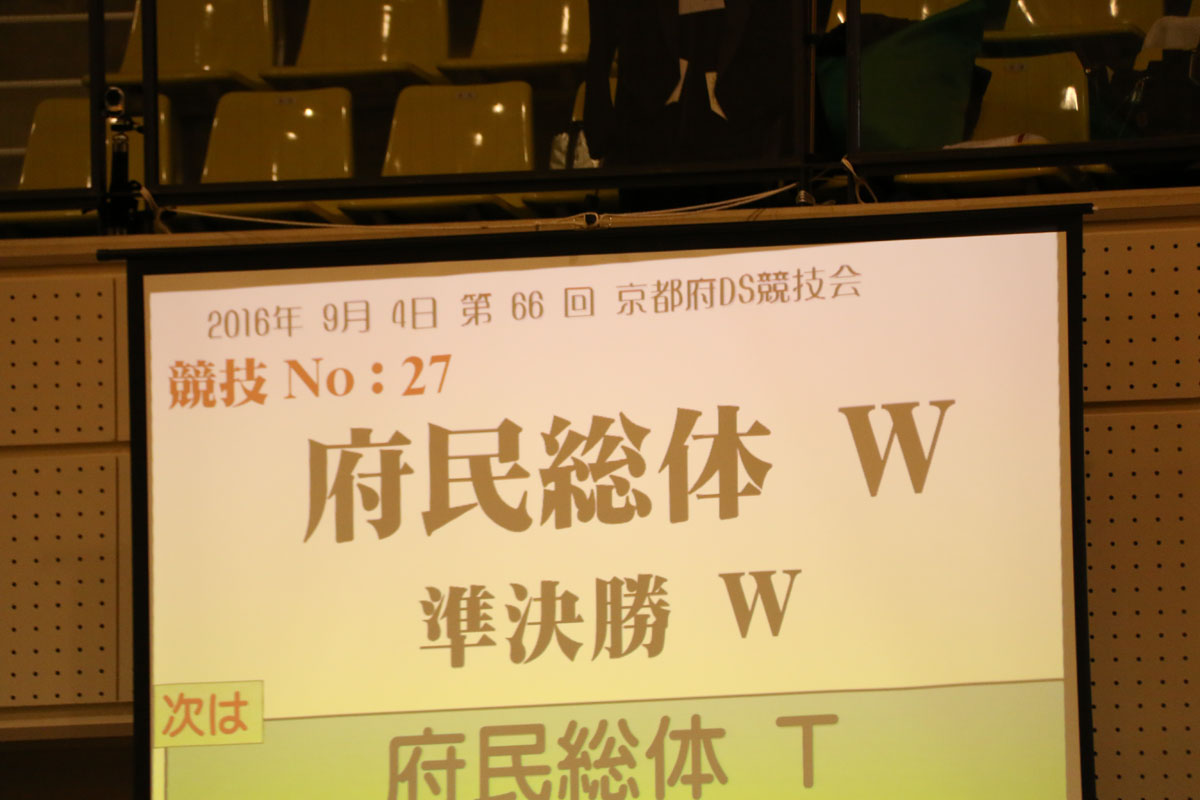 2016年 9月 4日 第 66 回 京都府DS競技会
競技 No：27
府民総体 W
準決勝 W
次は
府民総体 T